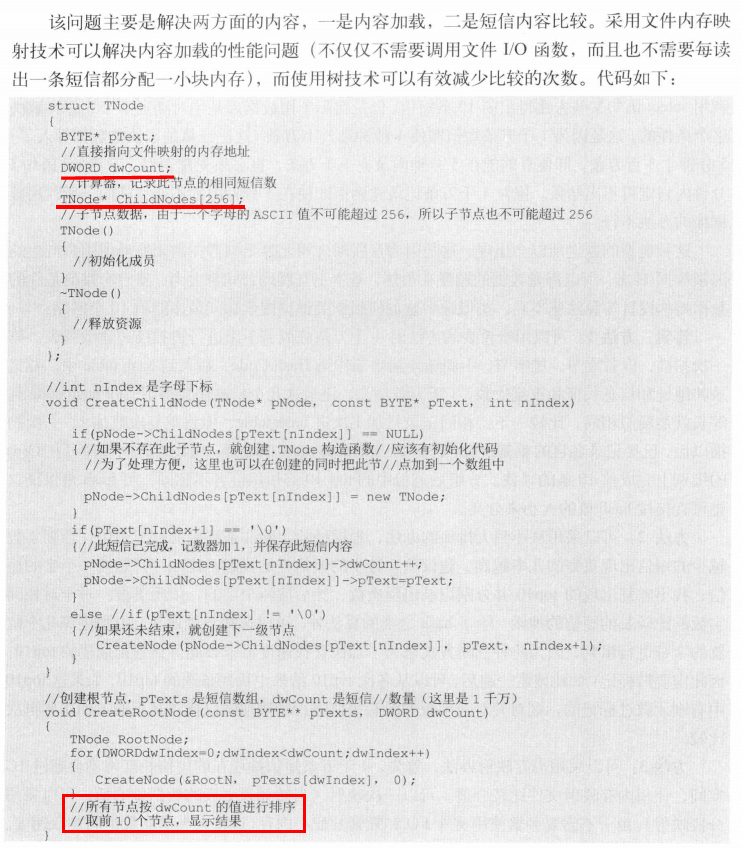 该问题主要是解决两方面的内容，一是内容加载，二是短信内容比较。采用文件内存映
射技术可以解决内容加载的性能问题（不仅仅不需要调用文件 I/O 函数，而且也不需要每读
出一条短信都分配一小块内存），而使用树技术可以有效减少比较的次数。代码如下：
struct TNode
{
BYTE* pText;
//直接指向文件映射的内存地址
DWORD dwCount;
//计算器，记录此节点的相同短信数
TNode* ChildNodes[256];
//子节点数据，由于一个字母的 ASCII 值不可能超过 256，所以子节点也不可能超过 256
TNode()
{
//初始化成员
}
~TNode()
{
//释放资源
}
};
//int nIndex 是字母下标
void CreateChildNode(TNode* pNode, const BYTE* pText, int nIndex)
{
if(pNode->ChildNodes[pText[nIndex]] == NULL)
{//如果不存在此子节点，就创建.TNode 构造函数//应该有初始化代码
//为了处理方便，这里也可以在创建的同时把此节//点加到一个数组中
pNode->ChildNodes[pText[nIndex]] = new TNode;
}
if(pText[nIndex+1] == '\0')
{//此短信已完成，记数器加1，并保存此短信内容
pNode->ChildNodes[pText[nIndex]]->dwCount++;
pNode->ChildNodes[pText[nIndex]]->pText=pText;
}
else //if(pText[nIndex] != '\0')
{//如果还未结束，就创建下一级节点
CreateNode(pNode->ChildNodes[pText[nIndex]], pText, nIndex+1);
}
}
//创建根节点，pTexts 是短信数组，dwCount 是短信//数量（这里是 1 千万）
void CreateRootNode(const BYTE** pTexts, DWORD dwCount)
{
TNode RootNode;
for(DWORDdwIndex=0;dwIndex<dwCount;dwIndex++)
CreateNode(&RootN, pTexts[dwIndex], 0);
}
//所有节点按 dwCount 的值进行排序
//取前 10 个节点，显示结果
}